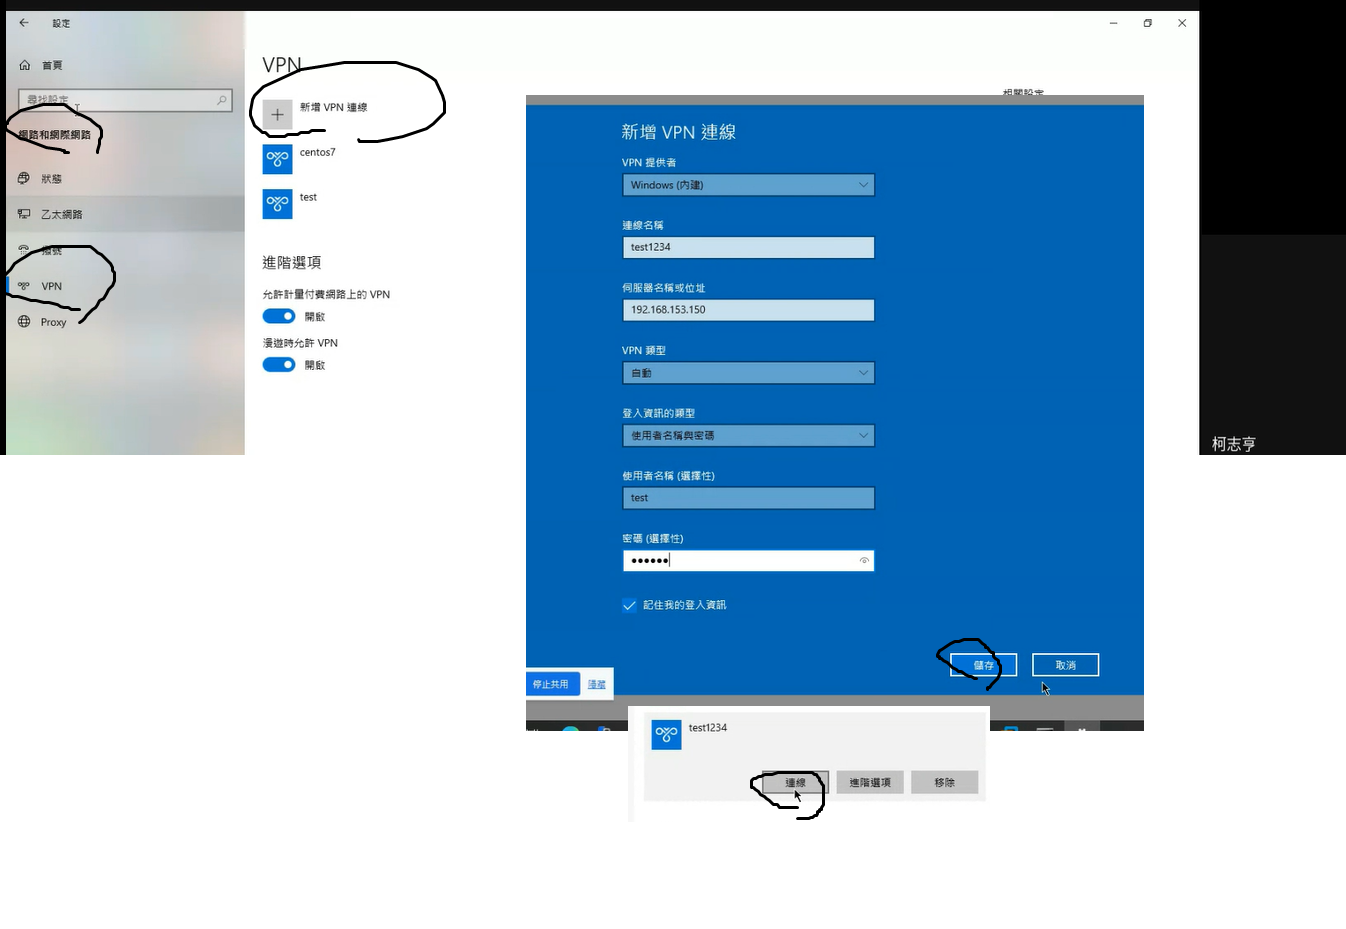 設定
首頁
尋找設定
網路和網際網路
狀態
乙太網路
撥號
VPN
Proxy
VPN
新增 VPN 連線
centos7
test
進階選項
允許計量付費網路上的 VPN
開啟
漫遊時允許 VPN
開啟
相關設定
新增 VPN 連線
VPN 提供者
Windows (內建)
連線名稱
test1234
伺服器名稱或位址
192.168.153.150
VPN 類型
自動
登入資訊的類型
使用者名稱與密碼
使用者名稱 (選擇性)
test
密碼 (選擇性)
●●●●●●
記住我的登入資訊
儲存
取消
停止共用
隱藏
test1234
連線
進階選項
移除
柯志亨